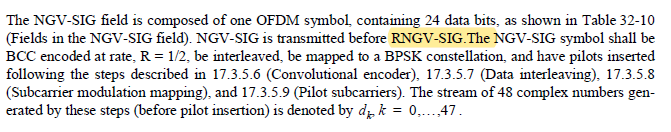 The NGV-SIG field is composed of one OFDM symbol, containing 24 data bits, as shown in Table 32-10
(Fields in the NGV-SIG field). NGV-SIG is transmitted before RNGV-SIG.The NGV-SIG symbol shall be
BCC encoded at rate, R = 1/2, be interleaved, be mapped to a BPSK constellation, and have pilots inserted
following the steps described in 17.3.5.6 (Convolutional encoder), 17.3.5.7 (Data interleaving), 17.3.5.8
(Subcarrier modulation mapping), and 17.3.5.9 (Pilot subcarriers). The stream of 48 complex numbers gen-
erated by these steps (before pilot insertion) is denoted by dₖ, k = 0,...,47 .